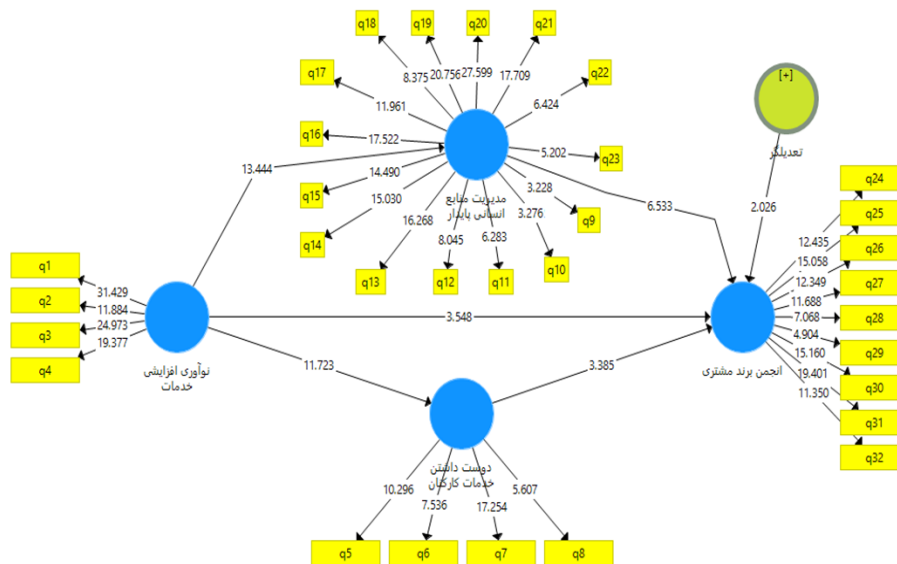 q18
q19
q20
q21
q17
q22
8.375
20.756
27.599
17.709
[+]
11.961
6.424
q16
17.522
5.202
q23
تعدیلگر
13.444
14.490
q15
15.030
3.228
q9
مدیریت منابع
انسانی پایدار
3.276
6.533
2.026
q24
q14
16.268
8.045
6.283
q10
q25
q13
q12
q11
12.435
q26
q1
15.058
31.429
12.349
q27
q2
11.884
11.688
3.548
q3
24.973
7.068
q28
19.377
4.904
q29
q4
نوآوری افزایشی
خدمات
11.723
3.385
انجمن برند مشتری
15.160
q30
19.401
11.350
q31
q32
دوست داشتن
خدمات کارکنان
10.296
7.536
17.254
5.607
q5
q6
q7
q8